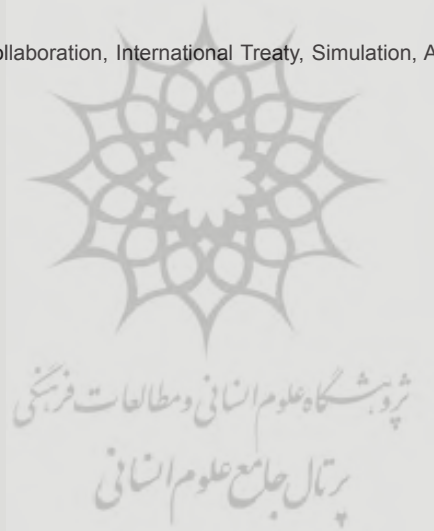 ollaboration, International Treaty, Simulation, A
پژوهشگاه علوم انسانی و مطالعات فرهنگی
پرتال جامع علوم انسانی